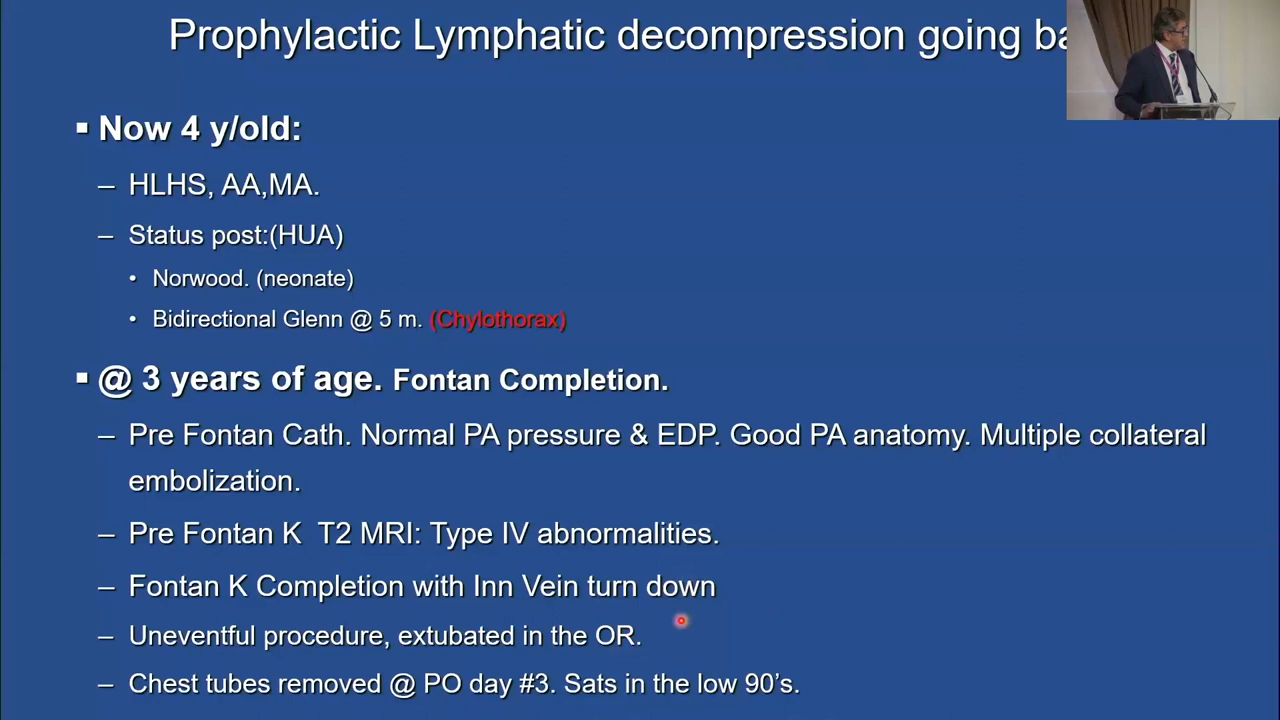 Prophylactic Lymphatic decompression going
▪ Now 4 y/old:
– HLHS, AA,MA.
– Status post:(HUA)
• Norwood. (neonate)
• Bidirectional Glenn @ 5 m. (Chylothorax)
▪ @ 3 years of age. Fontan Completion.
– Pre Fontan Cath. Normal PA pressure & EDP. Good PA anatomy. Multiple collateral
embolization.
– Pre Fontan K T2 MRI: Type IV abnormalities.
– Fontan K Completion with Inn Vein turn down
– Uneventful procedure, extubated in the OR.
– Chest tubes removed @ PO day #3. Sats in the low 90's.